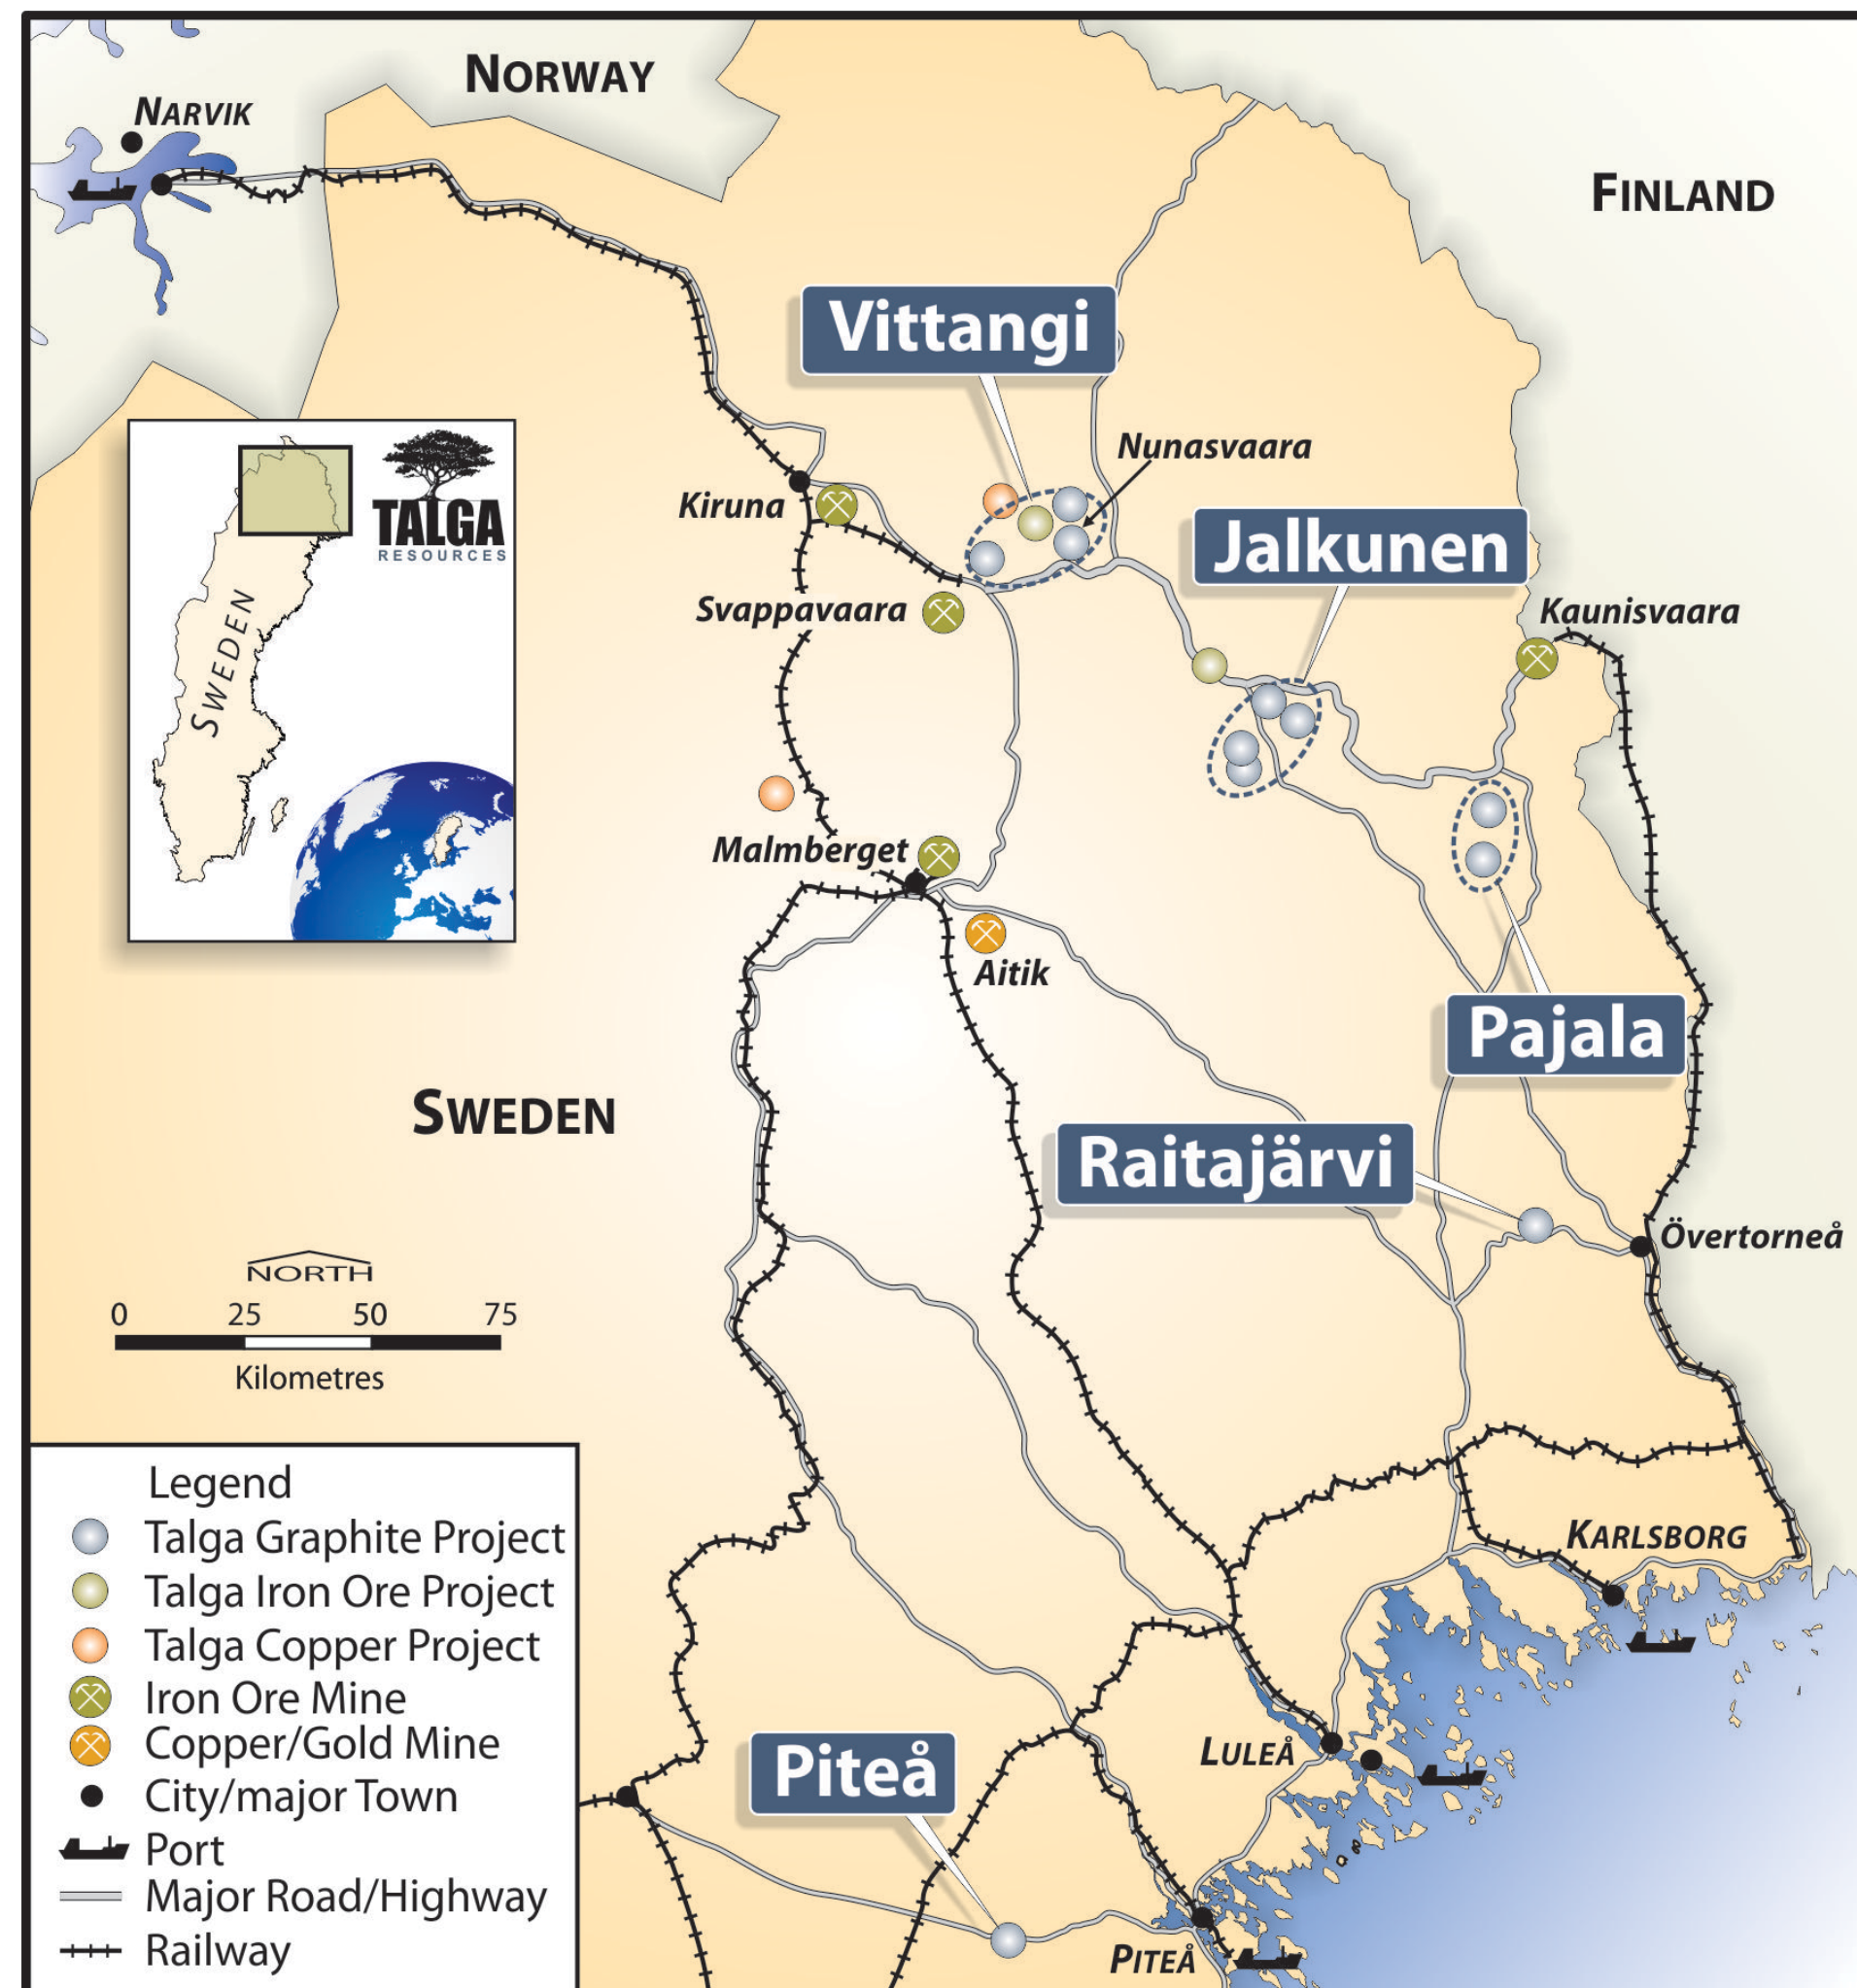 NORWAY
NARVIK
FINLAND
Vittangi
Nunasvaara
Kiruna
TALGA
RESOURCES
Jalkunen
Svappavaara
Kaunisvaara
SWEDEN
Malmberget
Aitik
Pajala
SWEDEN
Raitajärvi
Övertorneå
NORTH
0 25 50 75
Kilometres
Legend
Talga Graphite Project
Talga Iron Ore Project
Talga Copper Project
Iron Ore Mine
Copper/Gold Mine
City/major Town
Port
Major Road/Highway
Railway
KARLSBORG
LULEÅ
Piteå
PITEÅ